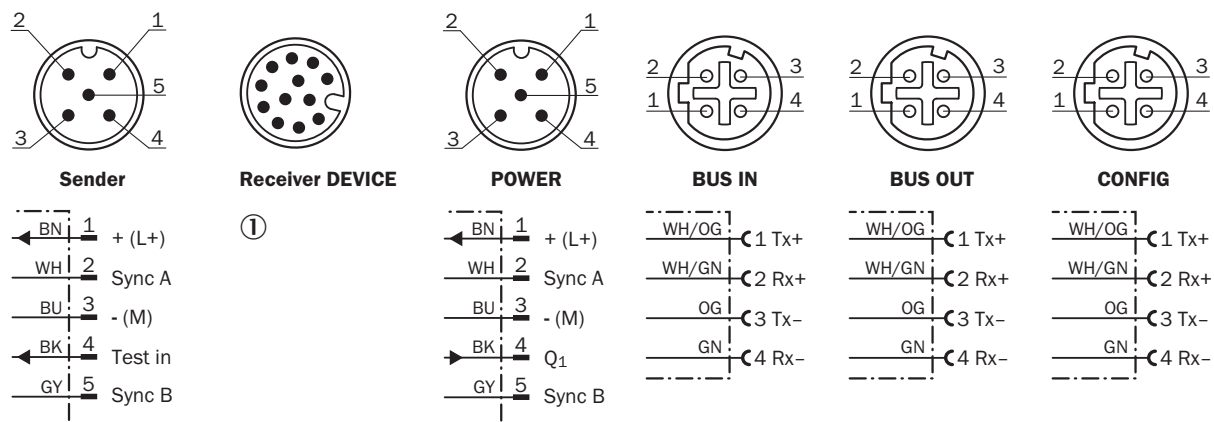 2 1
5
3 4
Sender
BN 1 + (L+)
WH 2 Sync A
BU 3 - (M)
BK 4 Test in
GY 5 Sync B
Receiver DEVICE
①
2 1
5
3 4
POWER
BN 1 + (L+)
WH 2 Sync A
BU 3 - (M)
BK 4 Q1
GY 5 Sync B
2 3
1 4
BUS IN
WH/OG 1 Tx+
WH/GN 2 Rx+
OG 3 Tx–
GN 4 Rx–
2 3
1 4
BUS OUT
WH/OG 1 Tx+
WH/GN 2 Rx+
OG 3 Tx–
GN 4 Rx–
2 3
1 4
CONFIG
WH/OG 1 Tx+
WH/GN 2 Rx+
OG 3 Tx–
GN 4 Rx–